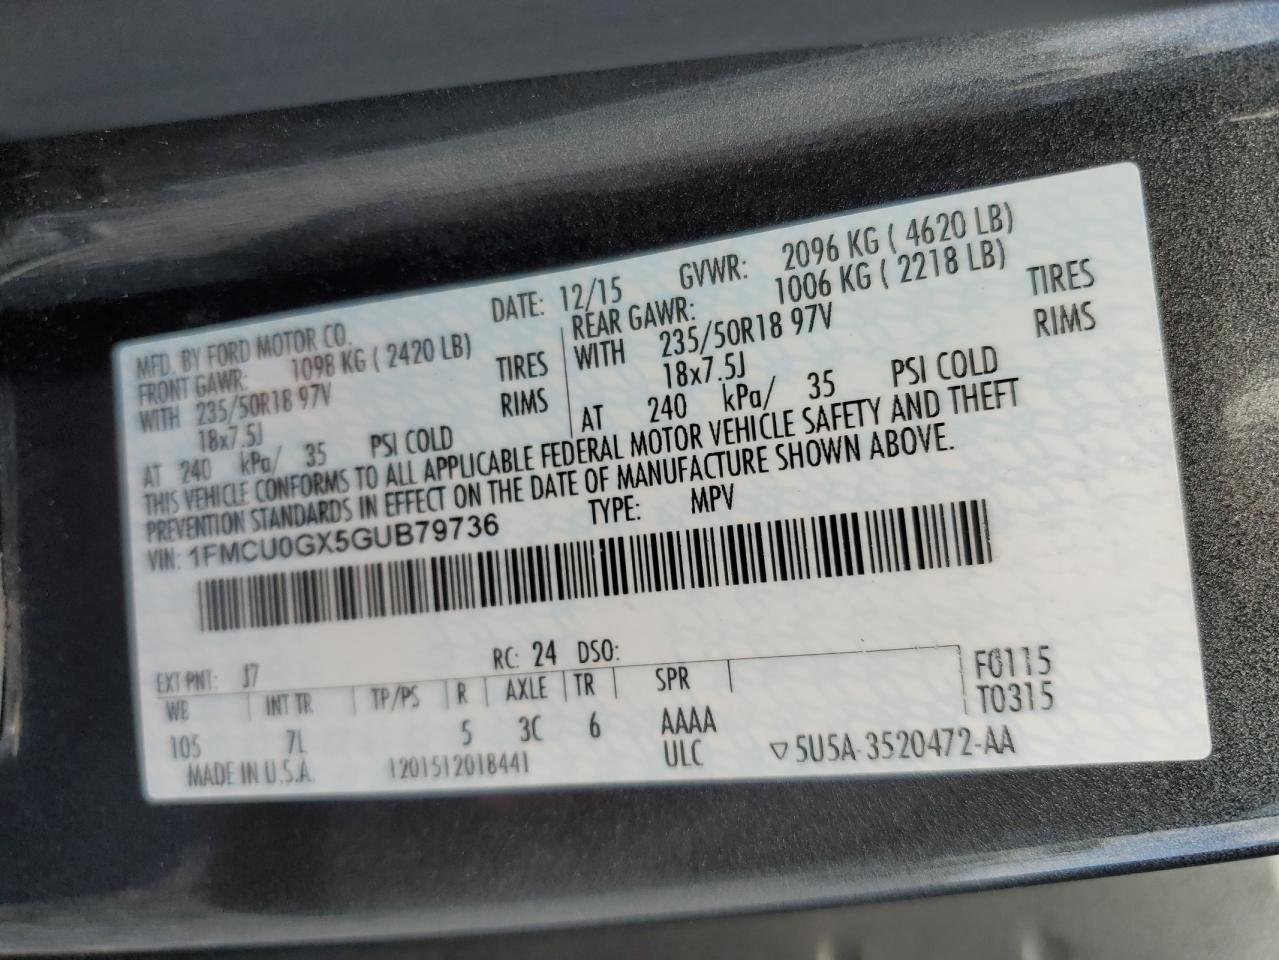 MFD. BY FORD MOTOR CO. DATE: 12/15 GVWR: 2096 KG ( 4620 LB)
FRONT GAWR: 1098 KG ( 2420 LB) REAR GAWR: 1006 KG ( 2218 LB)
WITH 235/50R18 97V TIRES WITH 235/50R18 97V TIRES
18x7.5J RIMS 18x7.5J RIMS
AT 240 kPa/ 35 PSI COLD AT 240 kPa/ 35 PSI COLD
THIS VEHICLE CONFORMS TO ALL APPLICABLE FEDERAL MOTOR VEHICLE SAFETY AND THEFT
PREVENTION STANDARDS IN EFFECT ON THE DATE OF MANUFACTURE SHOWN ABOVE.
VIN: 1FMCU0GX5GUB79736 TYPE: MPV
EXT PNT: J7 RC: 24 DSO: F0115
WB INT TR TP/PS R AXLE TR SPR T0315
105 7L 5 3C 6 AAAA
MADE IN U.S.A. 1201512018441 ULC ▽5U5A-3520472-AA